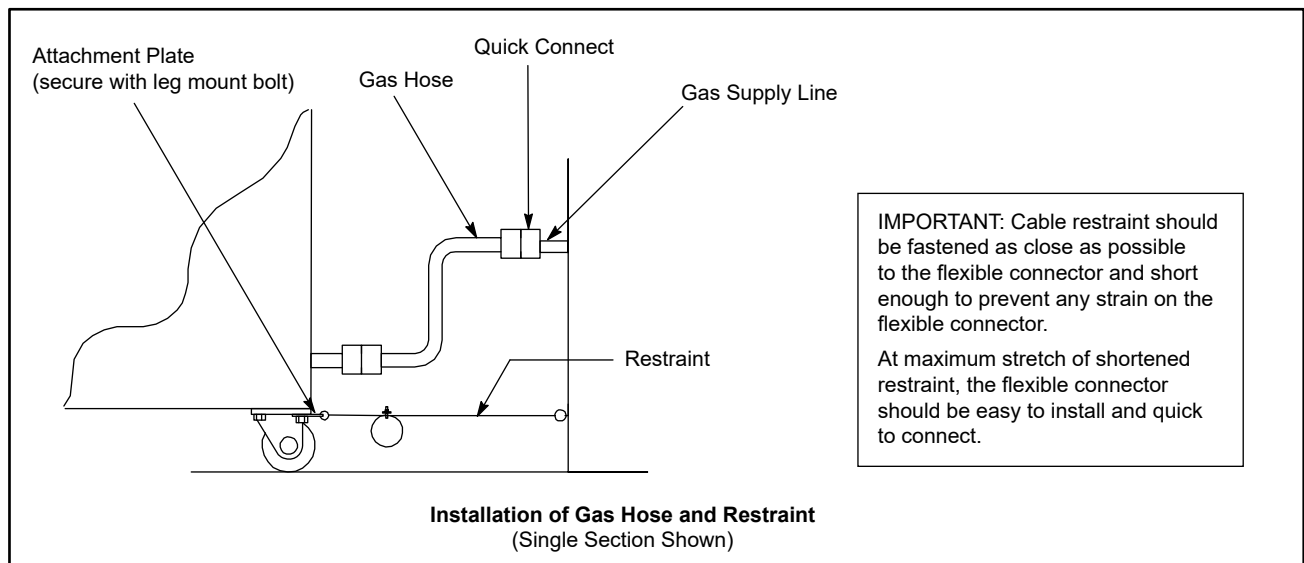 Attachment Plate
(secure with leg mount bolt)
Quick Connect
Gas Hose
Gas Supply Line
IMPORTANT: Cable restraint should
be fastened as close as possible
to the flexible connector and short
enough to prevent any strain on the
flexible connector.
At maximum stretch of shortened
restraint, the flexible connector
should be easy to install and quick
to connect.
Restraint
Installation of Gas Hose and Restraint
(Single Section Shown)